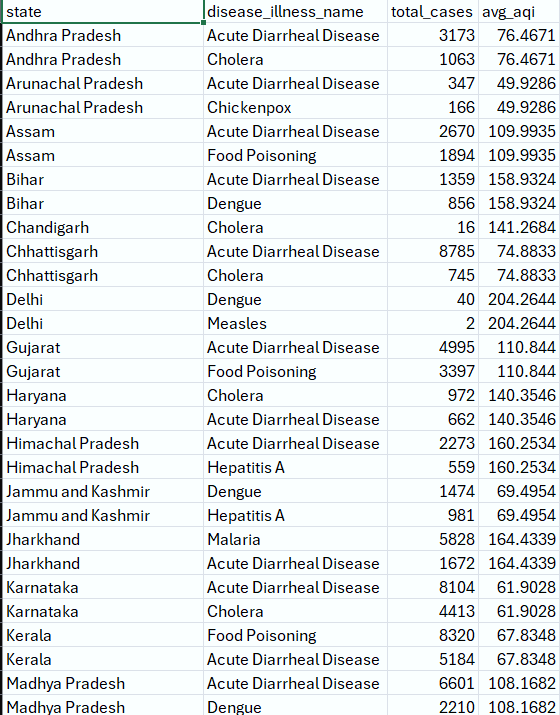 state disease_illness_name total_cases avg_aqi
Andhra Pradesh Acute Diarrheal Disease 3173 76.4671
Andhra Pradesh Cholera 1063 76.4671
Arunachal Pradesh Acute Diarrheal Disease 347 49.9286
Arunachal Pradesh Chickenpox 166 49.9286
Assam Acute Diarrheal Disease 2670 109.9935
Assam Food Poisoning 1894 109.9935
Bihar Acute Diarrheal Disease 1359 158.9324
Bihar Dengue 856 158.9324
Chandigarh Cholera 16 141.2684
Chhattisgarh Acute Diarrheal Disease 8785 74.8833
Chhattisgarh Cholera 745 74.8833
Delhi Dengue 40 204.2644
Delhi Measles 2 204.2644
Gujarat Acute Diarrheal Disease 4995 110.844
Gujarat Food Poisoning 3397 110.844
Haryana Cholera 972 140.3546
Haryana Acute Diarrheal Disease 662 140.3546
Himachal Pradesh Acute Diarrheal Disease 2273 160.2534
Himachal Pradesh Hepatitis A 559 160.2534
Jammu and Kashmir Dengue 1474 69.4954
Jammu and Kashmir Hepatitis A 981 69.4954
Jharkhand Malaria 5828 164.4339
Jharkhand Acute Diarrheal Disease 1672 164.4339
Karnataka Acute Diarrheal Disease 8104 61.9028
Karnataka Cholera 4413 61.9028
Kerala Food Poisoning 8320 67.8348
Kerala Acute Diarrheal Disease 5184 67.8348
Madhya Pradesh Acute Diarrheal Disease 6601 108.1682
Madhya Pradesh Dengue 2210 108.1682